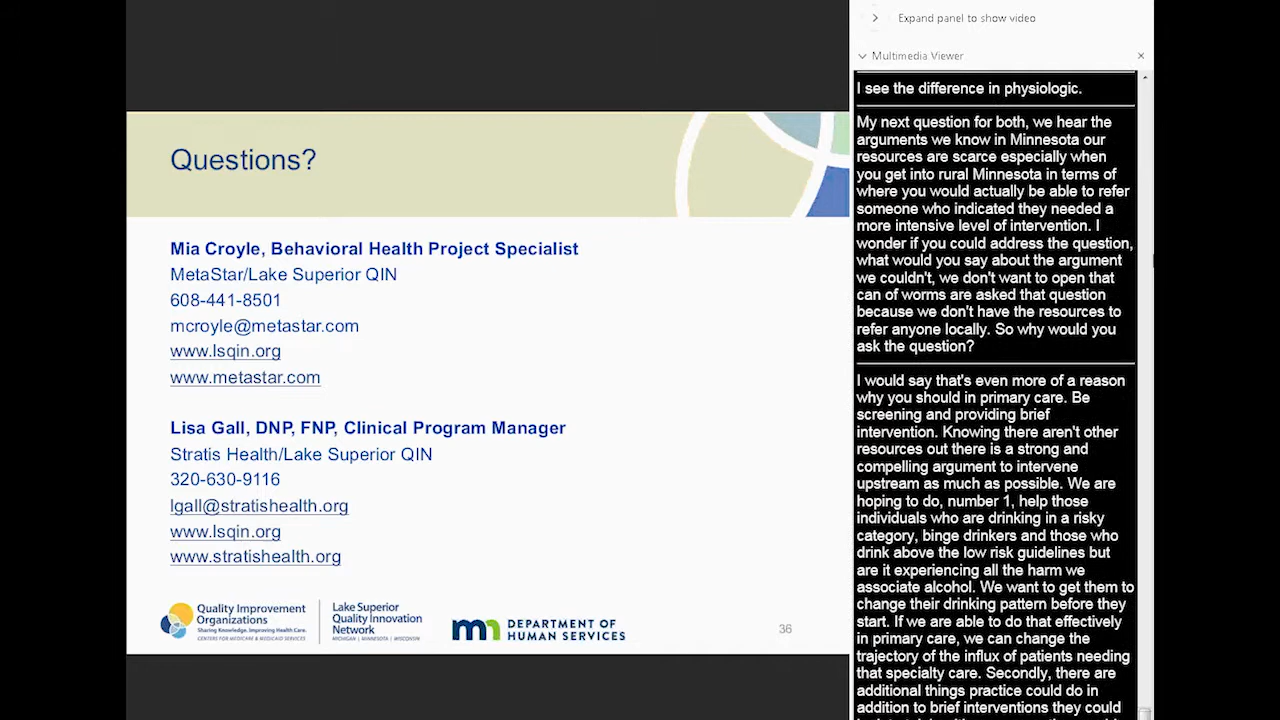 Questions?
Mia Croyle, Behavioral Health Project Specialist
MetaStar/Lake Superior QIN
608-441-8501
mcroyle@metastar.com
www.lsqin.org
www.metastar.com
Lisa Gall, DNP, FNP, Clinical Program Manager
Stratis Health/Lake Superior QIN
320-630-9116
lgall@stratishealth.org
www.lsqin.org
www.stratishealth.org
Quality Improvement
Organizations
Sharing Knowledge. Improving Health Care.
CENTERS FOR MEDICARE & MEDICAID SERVICES
Lake Superior
Quality Innovation
Network
MICHIGAN | MINNESOTA | WISCONSIN
DEPARTMENT OF
HUMAN SERVICES
36
Expand panel to show video
Multimedia Viewer
I see the difference in physiologic.
My next question for both, we hear the
arguments we know in Minnesota our
resources are scarce especially when
you get into rural Minnesota in terms of
where you would actually be able to refer
someone who indicated they needed a
more intensive level of intervention. I
wonder if you could address the question,
what would you say about the argument
we couldn't, we don't want to open that
can of worms are asked that question
because we don't have the resources to
refer anyone locally. So why would you
ask the question?
I would say that's even more of a reason
why you should in primary care. Be
screening and providing brief
intervention. Knowing there aren't other
resources out there is a strong and
compelling argument to intervene
upstream as much as possible. We are
hoping to do, number 1, help those
individuals who are drinking in a risky
category, binge drinkers and those who
drink above the low risk guidelines but
are it experiencing all the harm we
associate alcohol. We want to get them to
change their drinking pattern before they
start. If we are able to do that effectively
in primary care, we can change the
trajectory of the influx of patients needing
that specialty care. Secondly, there are
additional things practice could do in
addition to brief interventions they could